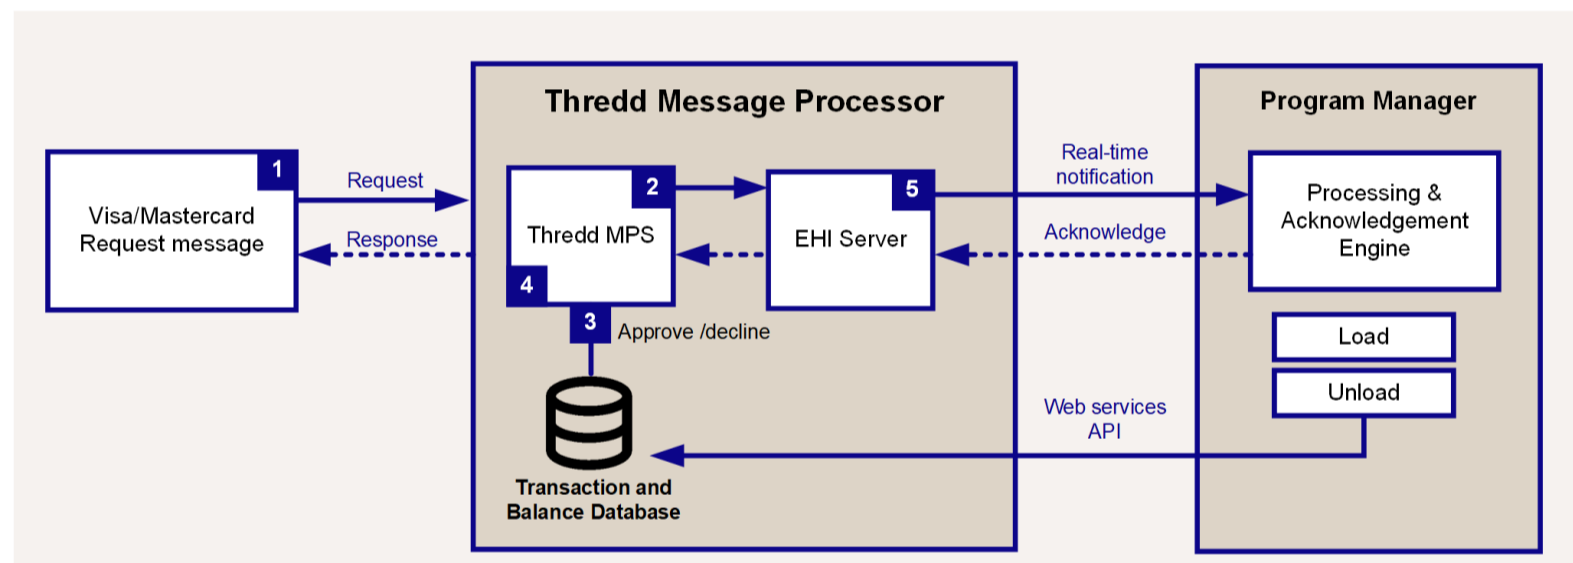 Thredd Message Processor
Program Manager
1
Visa/Mastercard
Request message
Request
Response
2
Thredd MPS
4
3
Approve /decline
5
EHI Server
Real-time
notification
Acknowledge
Processing &
Acknowledgement
Engine
Load
Unload
Web services
API
Transaction and
Balance Database